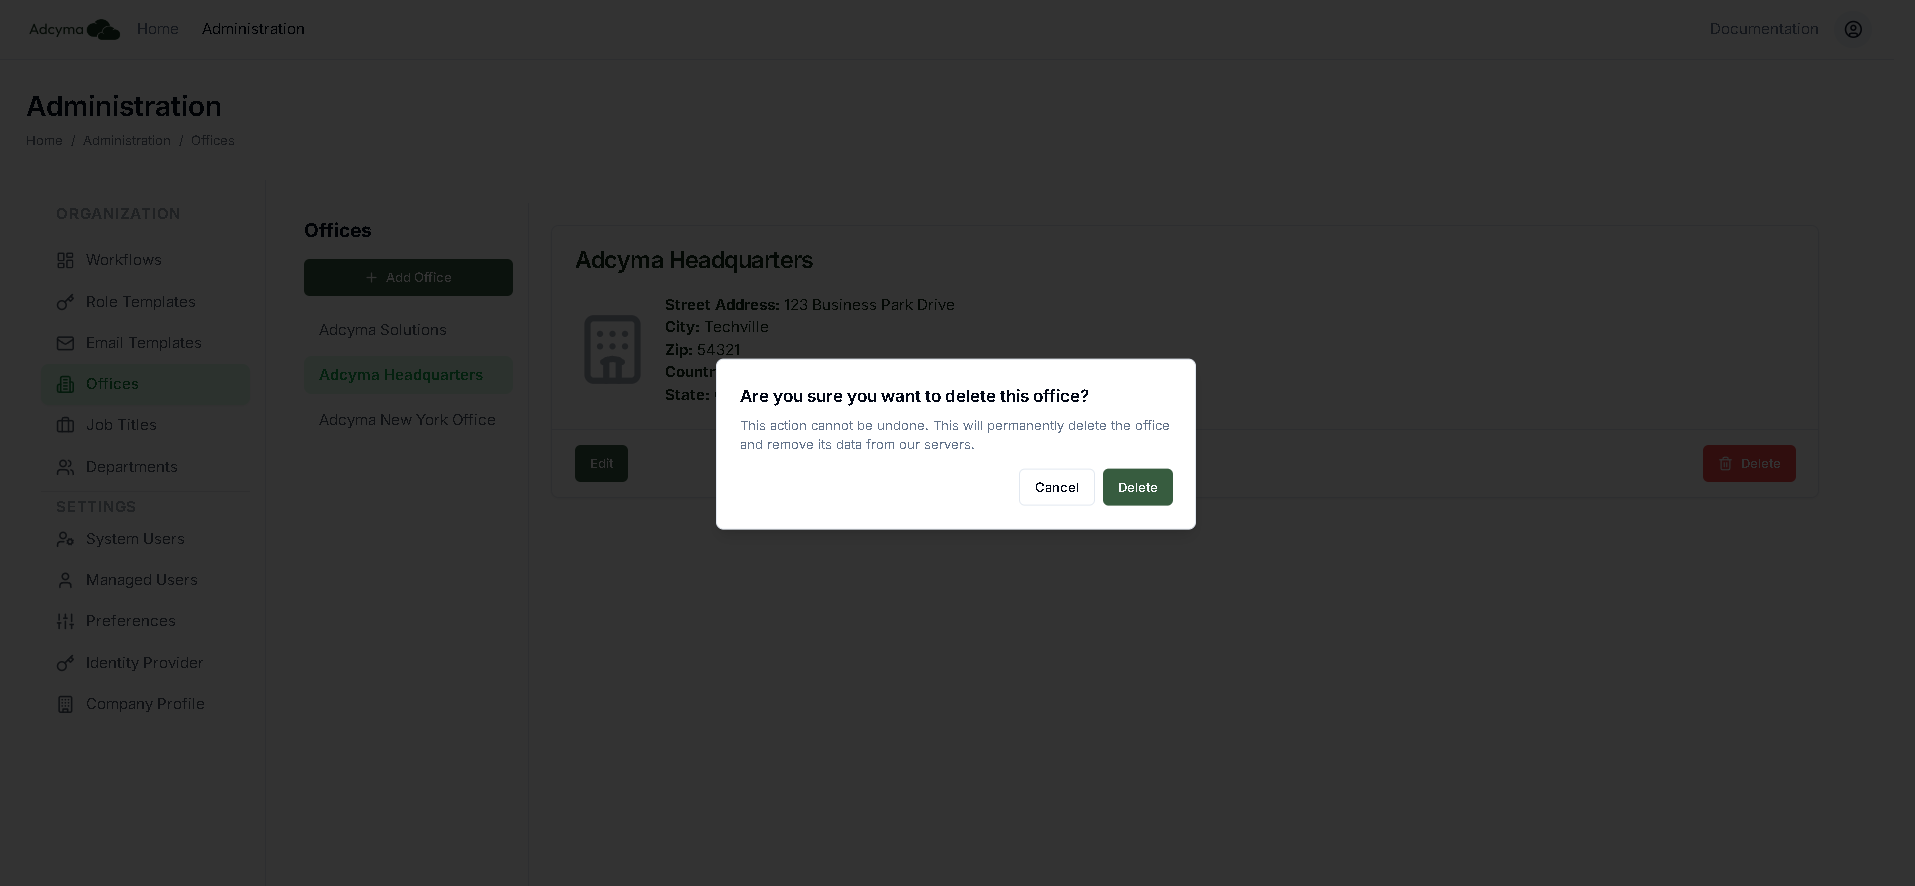 Adcyma
Home
Administration
Documentation
Administration
Home / Administration / Offices
ORGANIZATION
Workflows
Role Templates
Email Templates
Offices
Job Titles
Departments
SETTINGS
System Users
Managed Users
Preferences
Identity Provider
Company Profile
Offices
+ Add Office
Adcyma Solutions
Adcyma Headquarters
Adcyma New York Office
Adcyma Headquarters
Street Address: 123 Business Park Drive
City: Techville
Zip: 54321
State:
Edit
Delete
Are you sure you want to delete this office?
This action cannot be undone. This will permanently delete the office
and remove its data from our servers.
Cancel
Delete